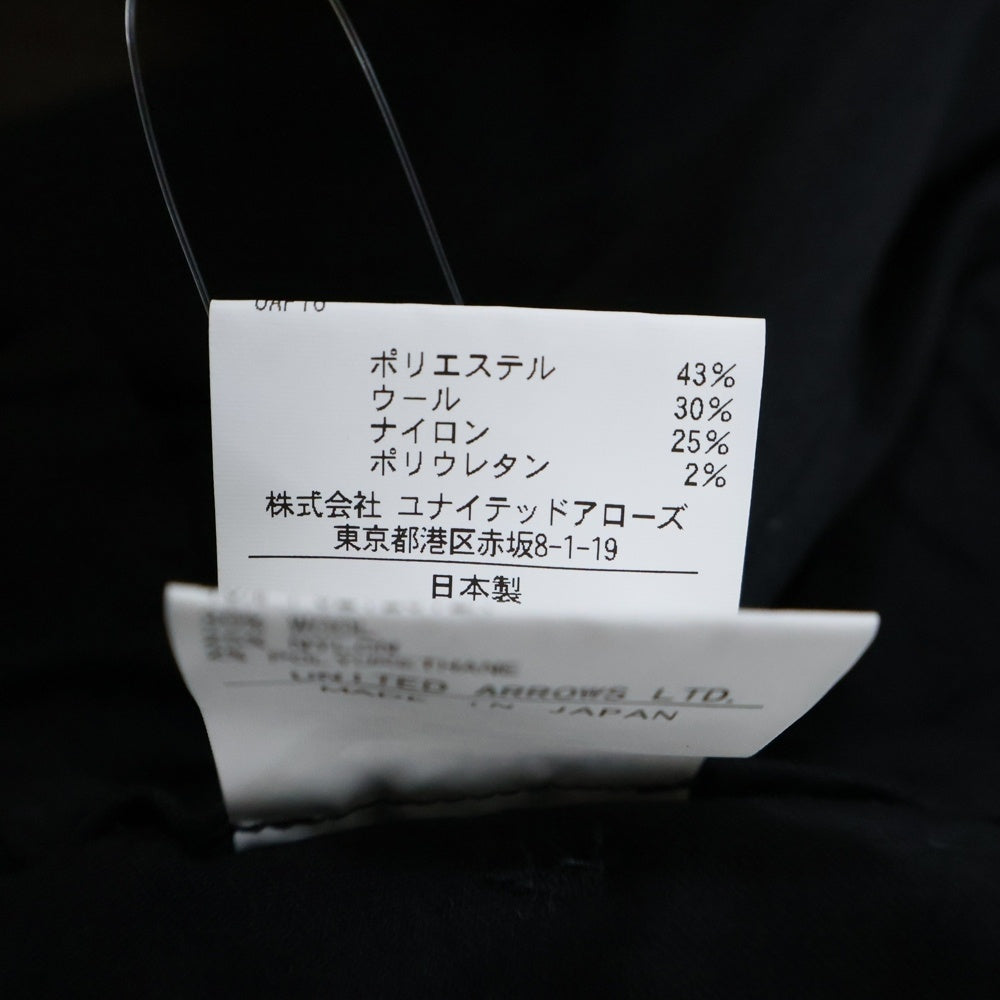 ポリエステル 43%
ウール 30%
ナイロン 25%
ポリウレタン 2%
株式会社 ユナイテッドアローズ
東京都港区赤坂8-1-19
日本製
WOOL
POLYURETHANE
UNITED ARROWS LTD.
MADE IN JAPAN